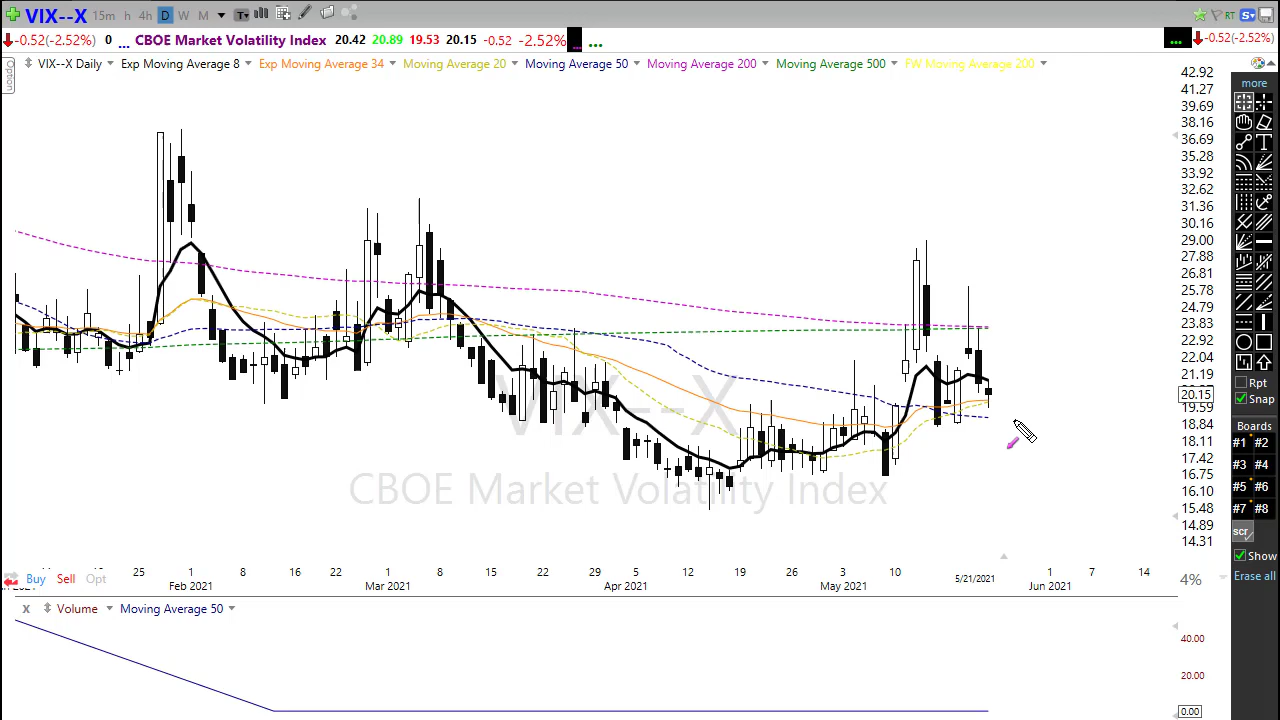 VIX--X 15m h 4h D W M T RT S
-0.52(-2.52%) 0 ... CBOE Market Volatility Index 20.42 20.89 19.53 20.15 -0.52 -2.52% ... ... -0.52(-2.52%)
Option
VIX--X Daily Exp Moving Average 8 Exp Moving Average 34 Moving Average 20 Moving Average 50 Moving Average 200 Moving Average 500 FW Moving Average 200
42.92
41.27
39.69
38.16
36.69
35.28
33.92
32.62
31.36
30.16
29.00
27.88
26.81
25.78
24.79
23.83
22.92
22.04
21.19
20.15
19.59
18.84
18.11
17.42
16.75
16.10
15.48
14.89
14.31
more
Rpt
Snap
Boards
#1 #2
#3 #4
#5 #6
#7 #8
scr
Show
Erase all
VIX--X
CBOE Market Volatility Index
25 1 8 16 22 1 8 15 22 29 5 12 19 26 3 10 5/21/2021 1 7 14
Feb 2021 Mar 2021 April 2021 May 2021 Jun 2021
Buy Sell Opt
4%
x Volume Moving Average 50
40.00
20.00
0.00